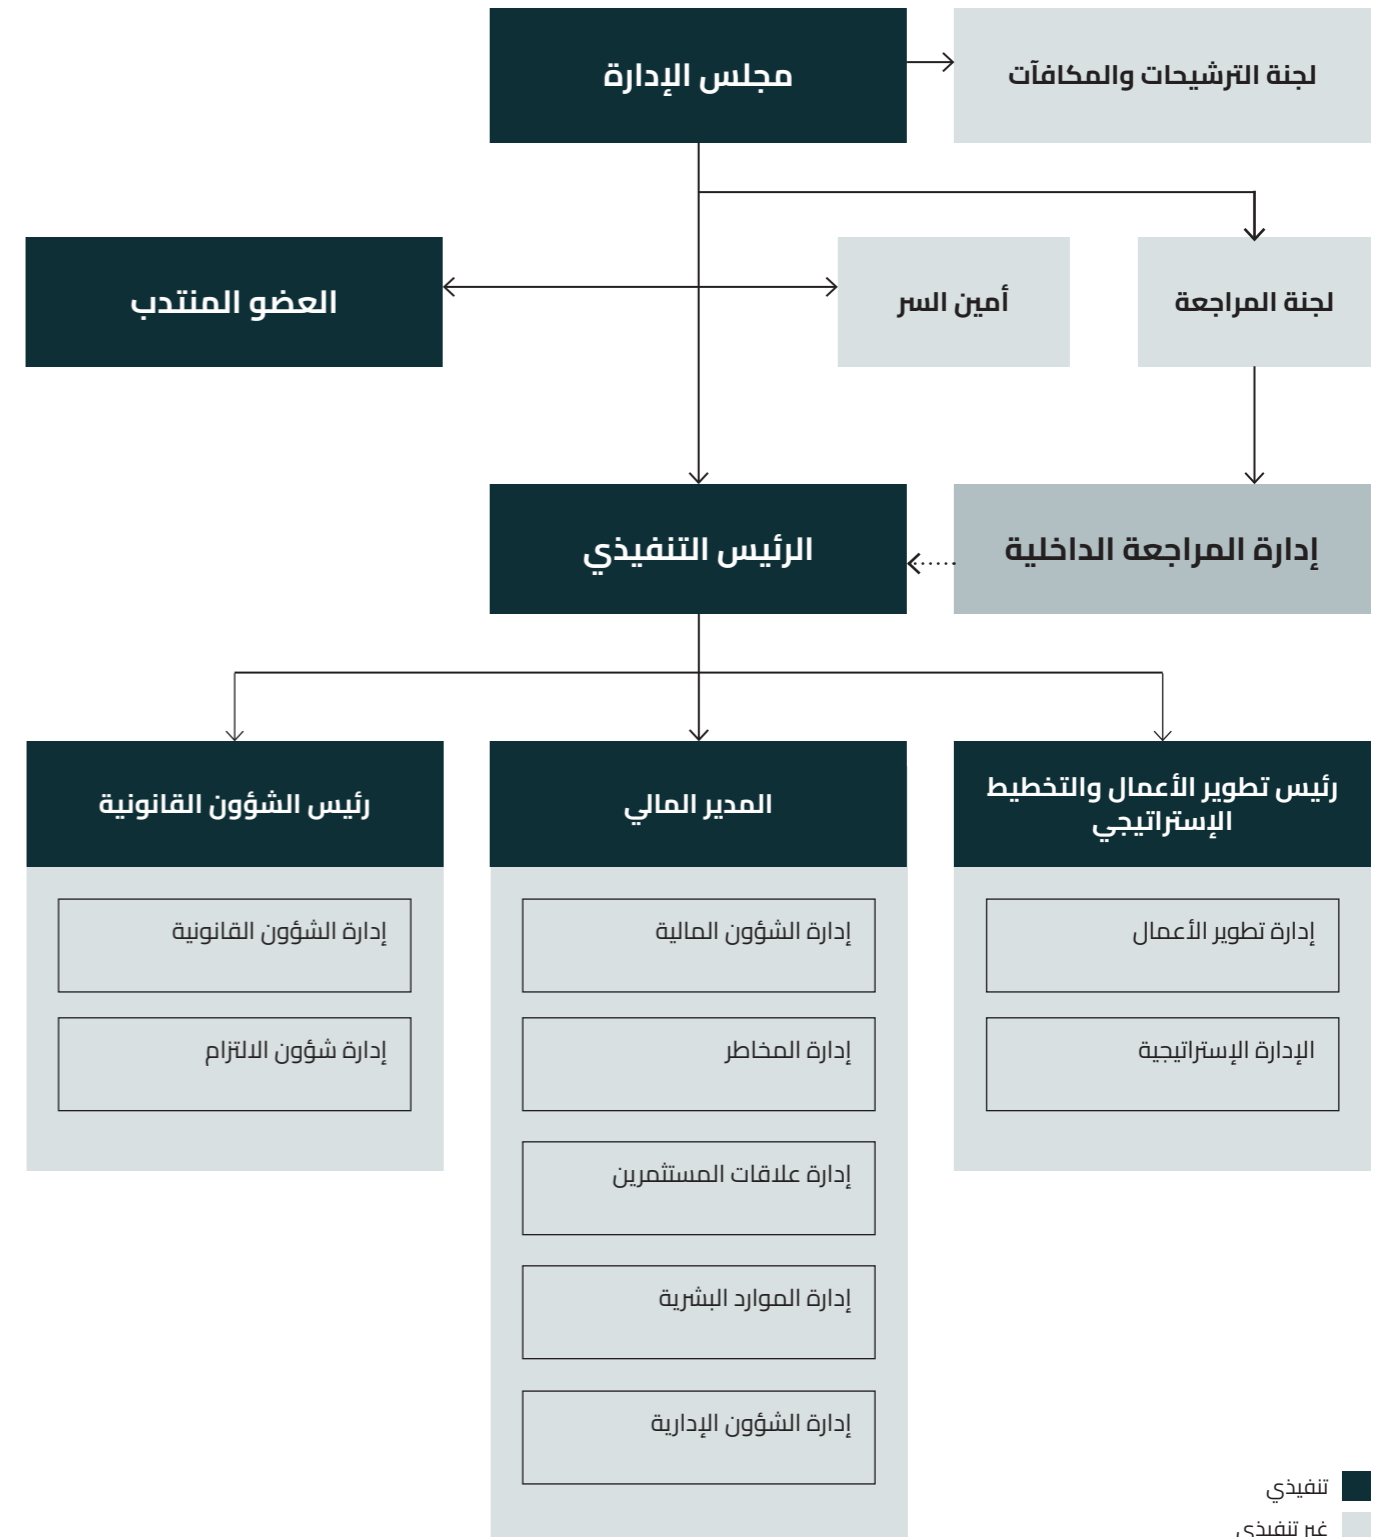 مجلس الإدارة
لجنة الترشيحات والمكافآت
لجنة المراجعة
أمين السر
العضو المنتدب
إدارة المراجعة الداخلية
الرئيس التنفيذي
رئيس تطوير الأعمال والتخطيط
الإستراتيجي
إدارة تطوير الأعمال
الإدارة الإستراتيجية
المدير المالي
إدارة الشؤون المالية
إدارة المخاطر
إدارة علاقات المستثمرين
إدارة الموارد البشرية
إدارة الشؤون الإدارية
رئيس الشؤون القانونية
إدارة الشؤون القانونية
إدارة شؤون الالتزام
تنفيذي
غير تنفيذي